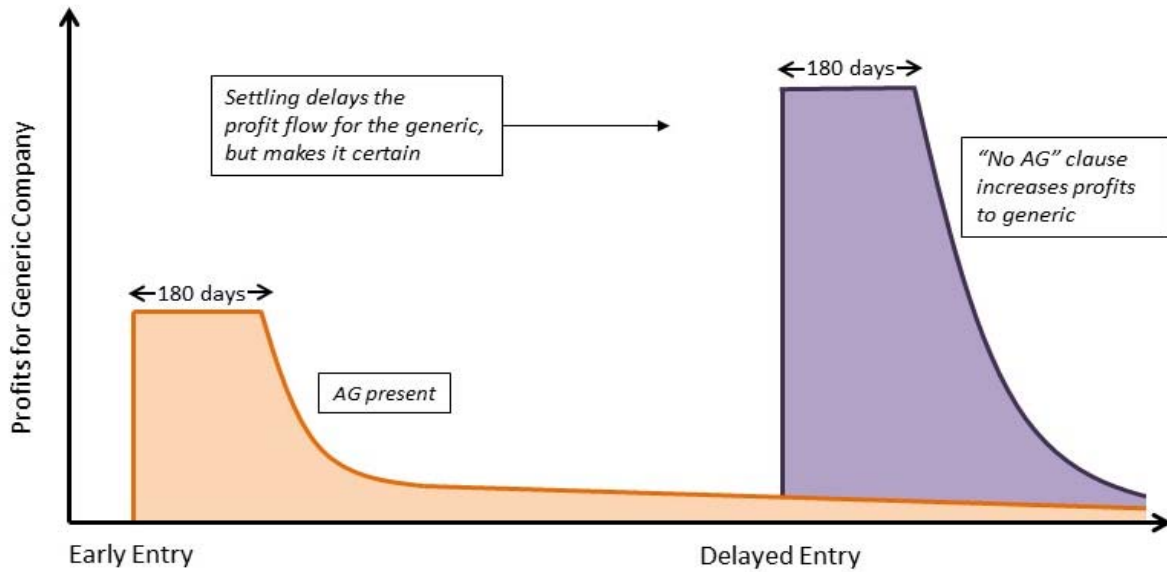 180 days
Settling delays the
profit flow for the generic,
but makes it certain
“No AG” clause
increases profits
to generic
Profits for Generic Company
180 days
AG present
Early Entry
Delayed Entry